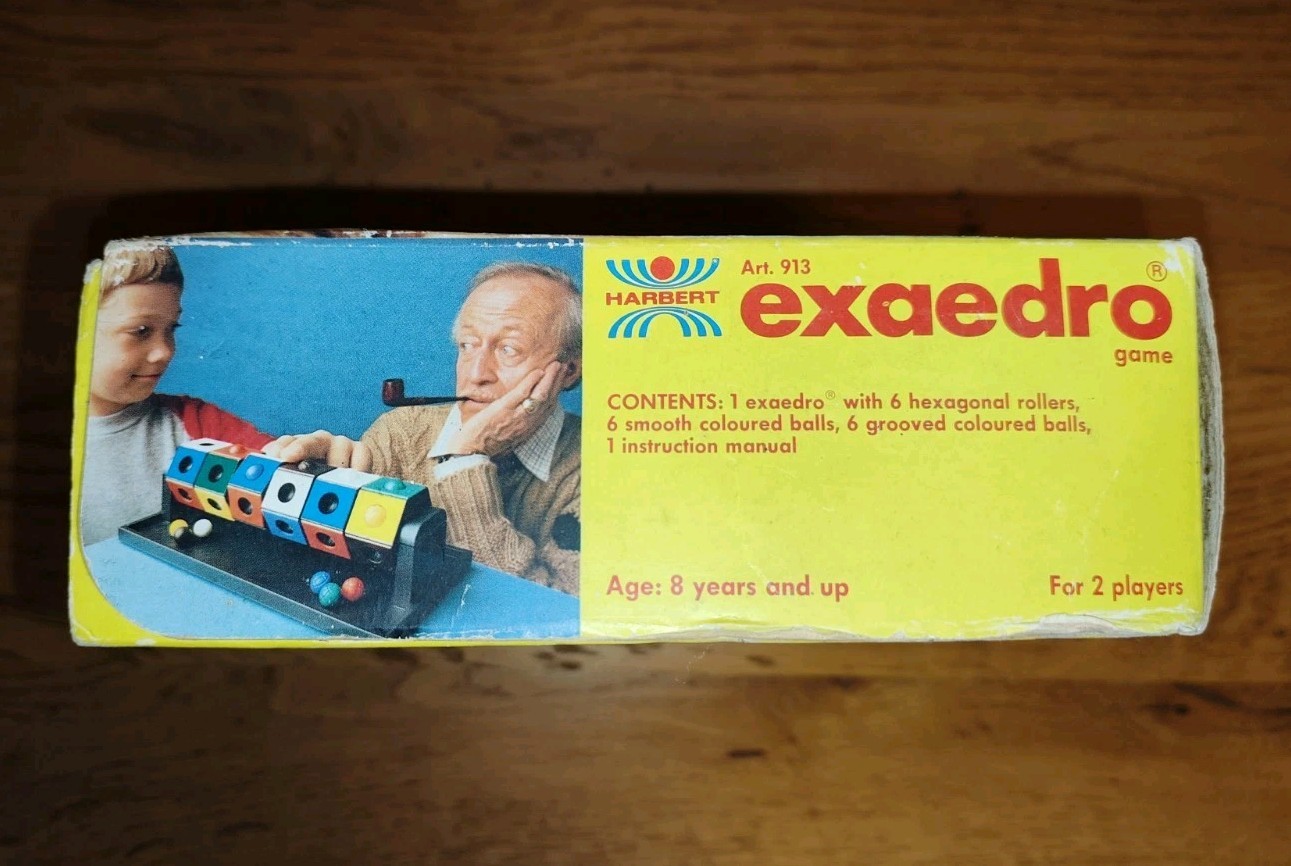 HARBERT
Art. 913
exaedro®
game
CONTENTS: 1 exaedro® with 6 hexagonal rollers,
6 smooth coloured balls, 6 grooved coloured balls,
1 instruction manual
Age: 8 years and up
For 2 players